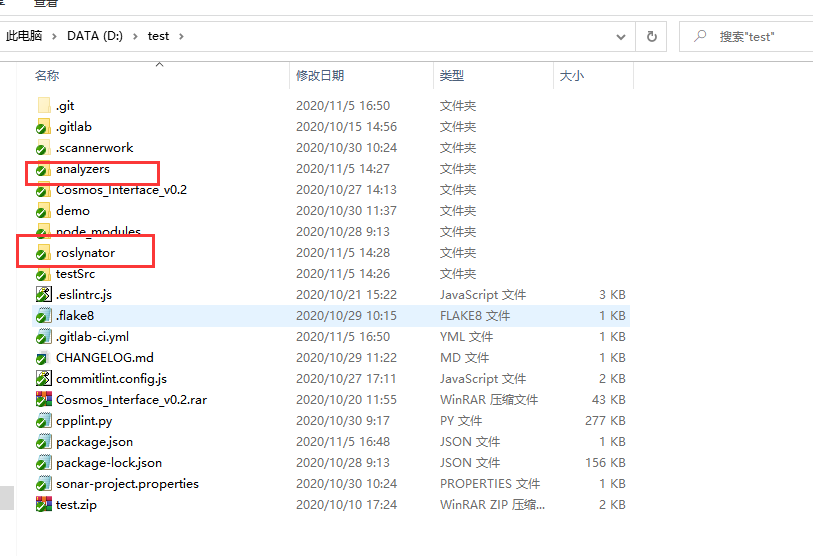 查看
此电脑 > DATA (D:) > test >
搜索"test"
名称 修改日期 类型 大小
.git 2020/11/5 16:50 文件夹
.gitlab 2020/10/15 14:56 文件夹
.scannerwork 2020/10/30 10:24 文件夹
analyzers 2020/11/5 14:27 文件夹
Cosmos_Interface_v0.2 2020/10/27 14:13 文件夹
demo 2020/10/30 11:37 文件夹
node_modules 2020/10/28 9:13 文件夹
roslynator 2020/11/5 14:28 文件夹
testSrc 2020/11/5 14:26 文件夹
.eslintrc.js 2020/10/21 15:22 JavaScript 文件 3 KB
.flake8 2020/10/29 10:15 FLAKE8 文件 1 KB
.gitlab-ci.yml 2020/11/5 16:50 YML 文件 1 KB
CHANGELOG.md 2020/10/29 11:22 MD 文件 1 KB
commitlint.config.js 2020/10/27 17:11 JavaScript 文件 2 KB
Cosmos_Interface_v0.2.rar 2020/10/20 11:55 WinRAR 压缩文件 43 KB
cpplint.py 2020/10/30 9:17 PY 文件 277 KB
package.json 2020/11/5 16:48 JSON 文件 1 KB
package-lock.json 2020/10/28 9:13 JSON 文件 156 KB
sonar-project.properties 2020/10/30 10:24 PROPERTIES 文件 1 KB
test.zip 2020/10/10 17:24 WinRAR ZIP 压缩... 2 KB